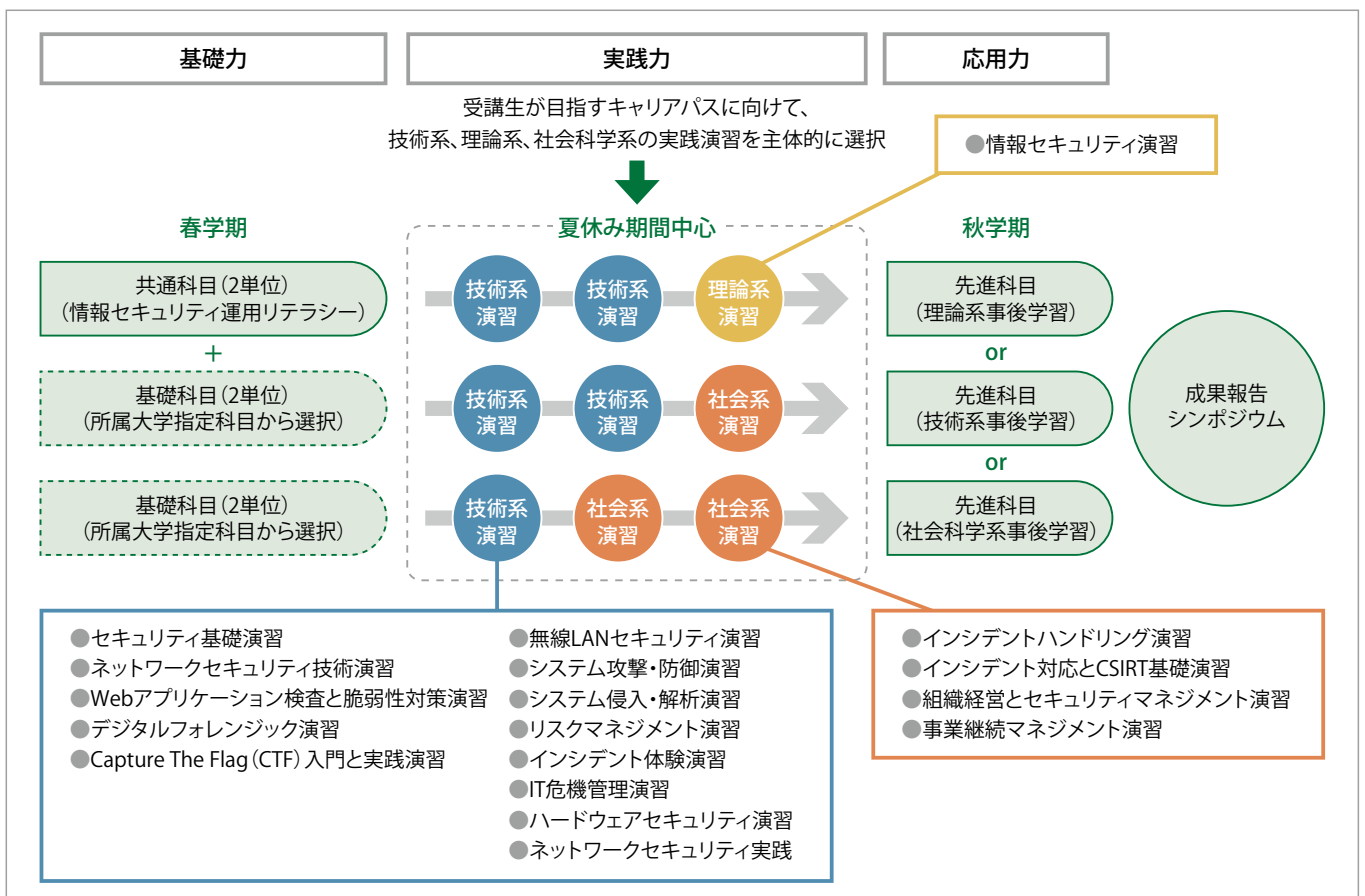 基礎力
実践力
応用力
受講生が目指すキャリアパスに向けて、
技術系、理論系、社会科学系の実践演習を主体的に選択
●情報セキュリティ演習
春学期
夏休み期間中心
秋学期
共通科目（2単位）
（情報セキュリティ運用リテラシー）
+
基礎科目（2単位）
（所属大学指定科目から選択）
基礎科目（2単位）
（所属大学指定科目から選択）
技術系
演習
技術系
演習
理論系
演習
技術系
演習
技術系
演習
社会系
演習
技術系
演習
社会系
演習
社会系
演習
先進科目
（理論系事後学習）
or
先進科目
（技術系事後学習）
or
先進科目
（社会科学系事後学習）
成果報告
シンポジウム
●セキュリティ基礎演習
●ネットワークセキュリティ技術演習
●Webアプリケーション検査と脆弱性対策演習
●デジタルフォレンジック演習
●Capture The Flag（CTF）入門と実践演習
●無線LANセキュリティ演習
●システム攻撃・防御演習
●システム侵入・解析演習
●リスクマネジメント演習
●インシデント体験演習
●IT危機管理演習
●ハードウェアセキュリティ演習
●ネットワークセキュリティ実践
●インシデントハンドリング演習
●インシデント対応とCSIRT基礎演習
●組織経営とセキュリティマネジメント演習
●事業継続マネジメント演習